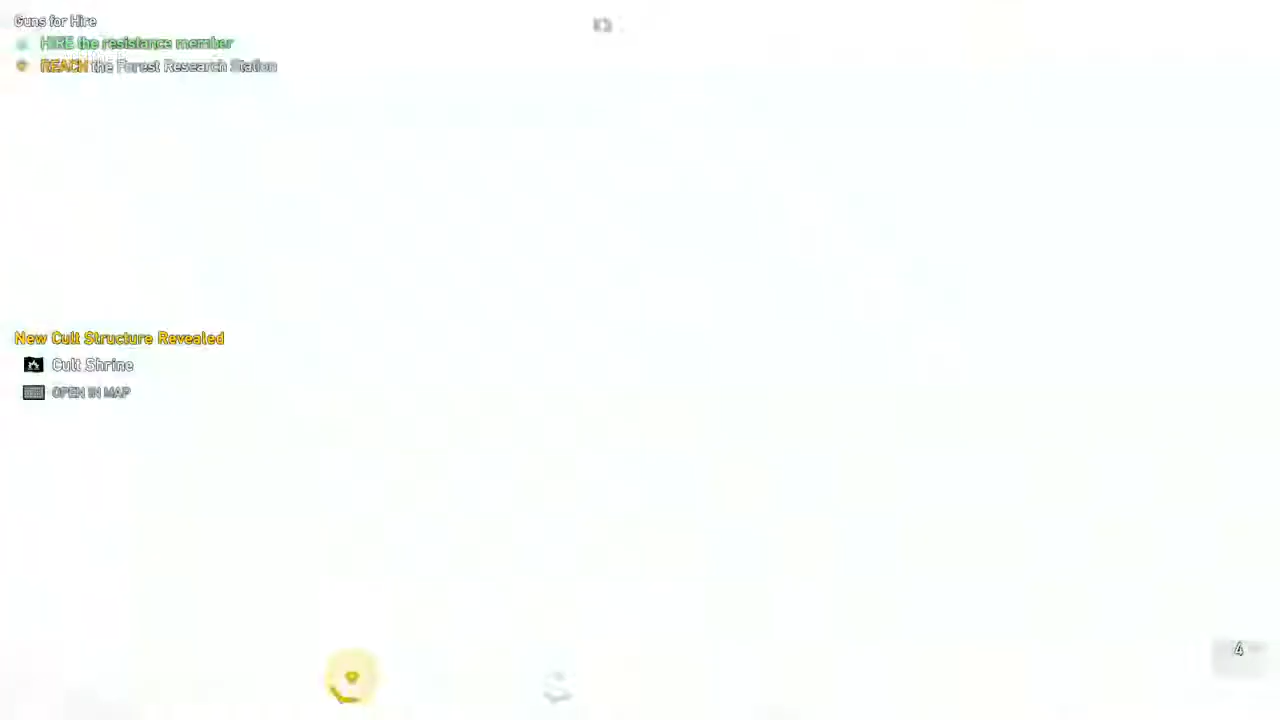 Guns for Hire
HIRE the resistance member
REACH the Forest Research Station
New Cult Structure Revealed
Cult Shrine
OPEN IN MAP
4